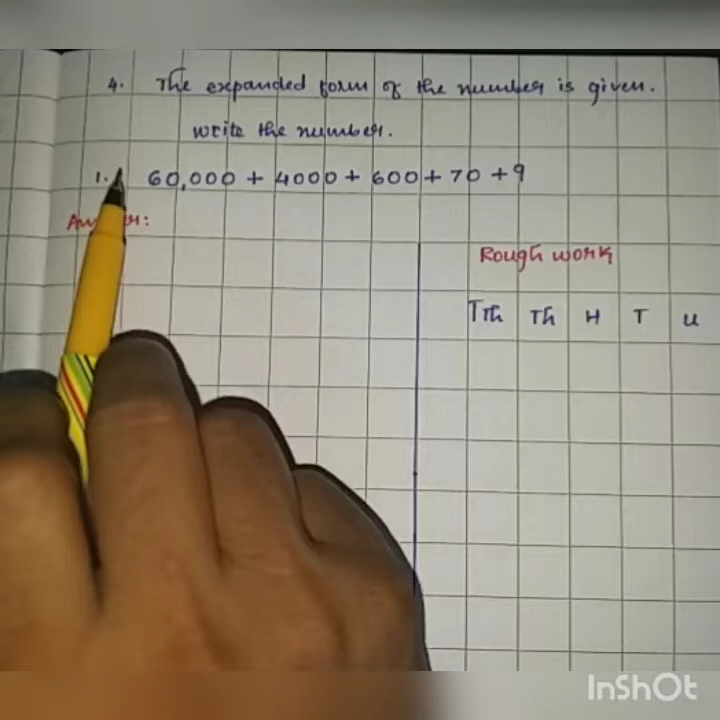 4. The expanded form of the number is given.
write the number.
1. 60,000 + 4000 + 600 + 70 + 9
Rough work
Tth Th H T U
InShOt